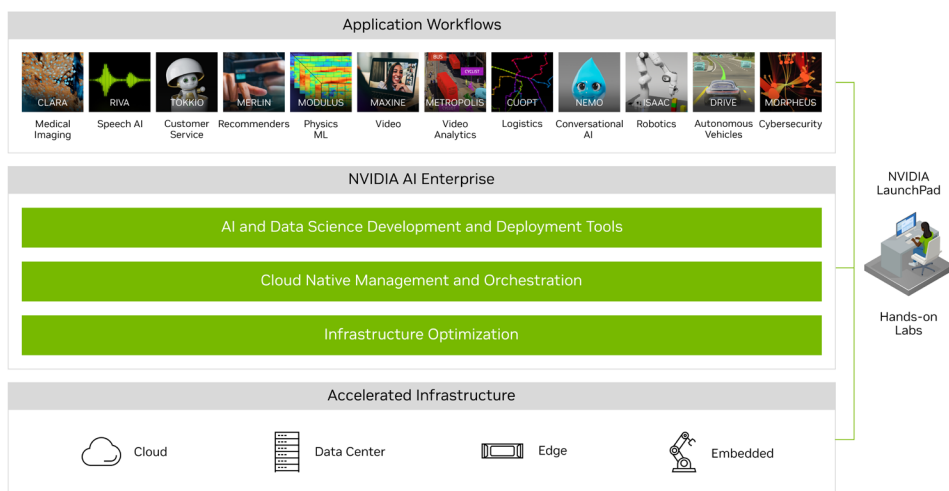 Application Workflows
CLARA
RIVA
TOKKIO
MERLIN
MODULUS
MAXINE
BUS
CYCLIST
METROPOLIS
CUOPT
NEMO
ISAAC
DRIVE
MORPHEUS
Medical
Imaging
Speech AI
Customer
Service
Recommenders
Physics
ML
Video
Video
Analytics
Logistics
Conversational
AI
Robotics
Autonomous
Vehicles
Cybersecurity
NVIDIA AI Enterprise
AI and Data Science Development and Deployment Tools
Cloud Native Management and Orchestration
Infrastructure Optimization
Accelerated Infrastructure
Cloud
Data Center
Edge
Embedded
NVIDIA
LaunchPad
Hands-on
Labs